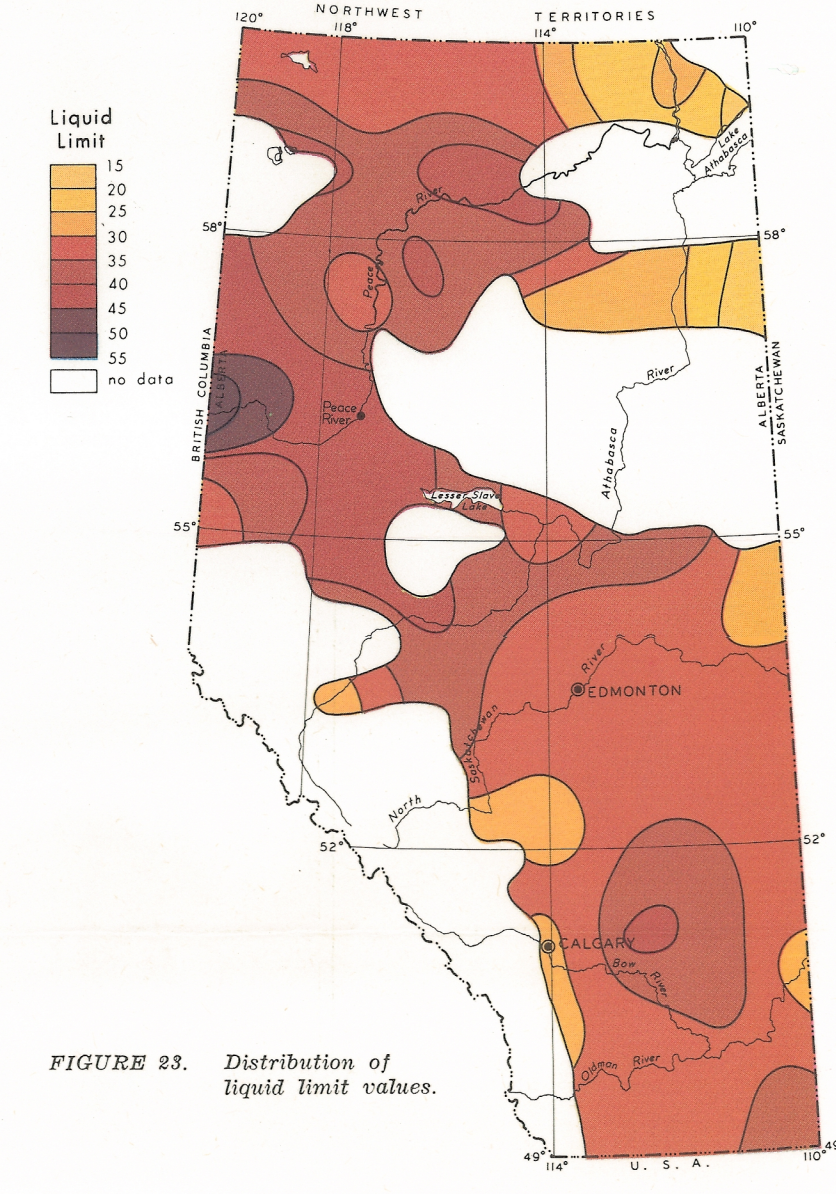 NORTHWEST TERRITORIES
120° 118° 114° 110°
Liquid
Limit
15
20
25
30
35
40
45
50
55
no data
Lake
Athabasca
River
58° 58°
Peace
BRITISH COLUMBIA
ALBERTA
ALBERTA
SASKATCHEWAN
River
Peace
River
Athabasca
Lesser Slave
Lake
55° 55°
River
EDMONTON
Saskatchewan
North
52° 52°
CALGARY
Bow
River
FIGURE 23. Distribution of
liquid limit values.
Oldman River
49° 49
114° U. S. A. 110°